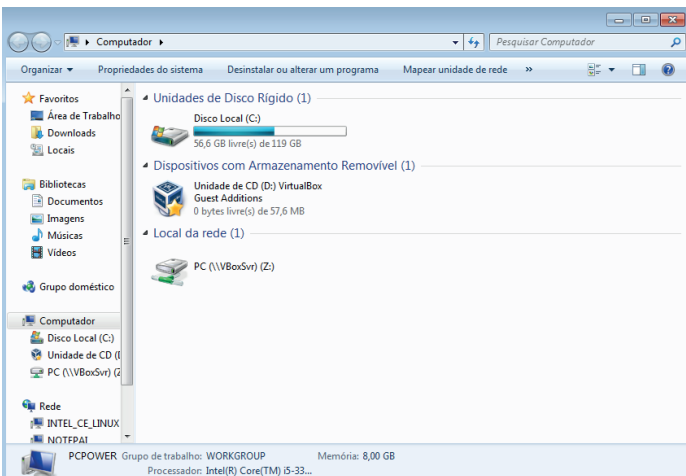 Computador
Pesquisar Computador
Organizar
Propriedades do sistema
Desinstalar ou alterar um programa
Mapear unidade de rede
»
Favoritos
Área de Trabalho
Downloads
Locais
Bibliotecas
Documentos
Imagens
Músicas
Vídeos
Grupo doméstico
Computador
Disco Local (C:)
Unidade de CD (D
PC (\\VBoxSvr) (Z
Rede
INTEL_CE_LINUX
NOTEPAI
Unidades de Disco Rígido (1)
Disco Local (C:)
56,6 GB livre(s) de 119 GB
Dispositivos com Armazenamento Removível (1)
Unidade de CD (D:) VirtualBox
Guest Additions
0 bytes livre(s) de 57,6 MB
Local da rede (1)
PC (\\VBoxSvr) (Z:)
PCPOWER Grupo de trabalho: WORKGROUP Memória: 8,00 GB
Processador: Intel(R) Core(TM) i5-33...